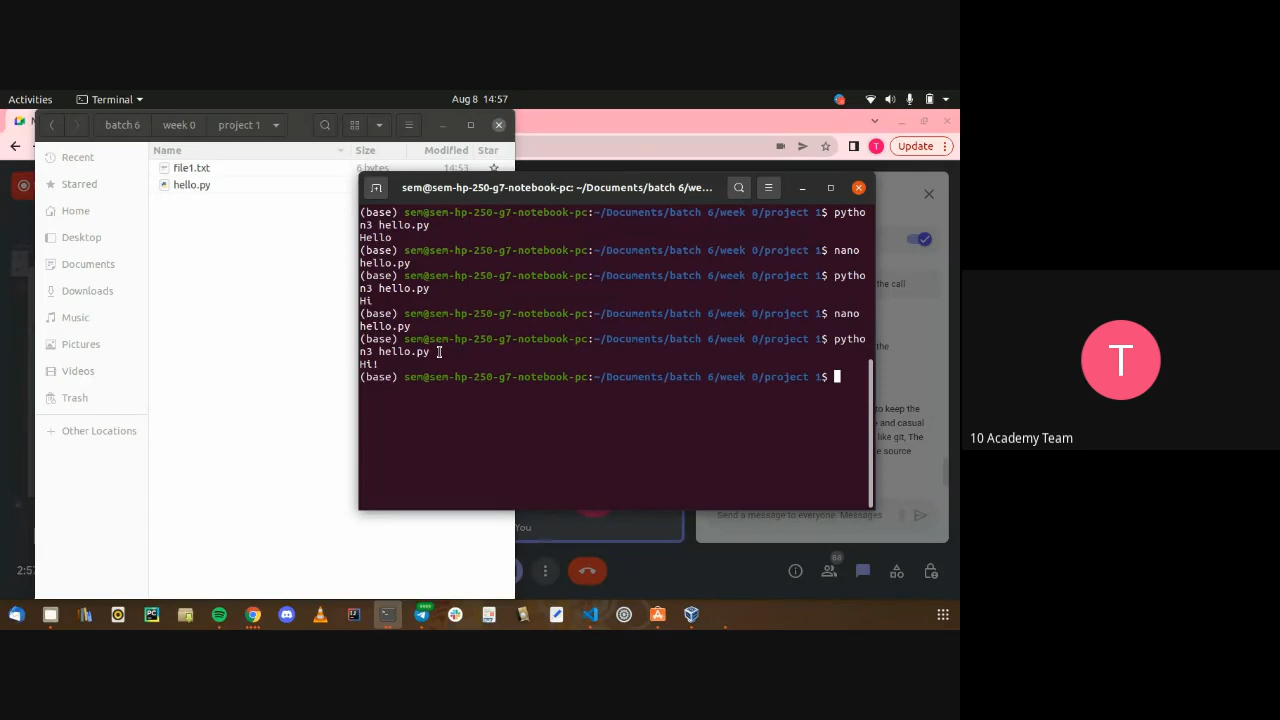 Activities
Terminal
Aug 8 14:57
batch 6
week 0
project 1
Update
Name
Size
Modified
Star
Recent
Starred
Home
Desktop
Documents
Downloads
Music
Pictures
Videos
Trash
Other Locations
file1.txt
6 bytes
14:53
hello.py
sem@sem-hp-250-g7-notebook-pc: ~/Documents/batch 6/we...
(base) sem@sem-hp-250-g7-notebook-pc:~/Documents/batch 6/week 0/project 1$ pytho
n3 hello.py
Hello
(base) sem@sem-hp-250-g7-notebook-pc:~/Documents/batch 6/week 0/project 1$ nano
hello.py
(base) sem@sem-hp-250-g7-notebook-pc:~/Documents/batch 6/week 0/project 1$ pytho
n3 hello.py
Hi
(base) sem@sem-hp-250-g7-notebook-pc:~/Documents/batch 6/week 0/project 1$ nano
hello.py
(base) sem@sem-hp-250-g7-notebook-pc:~/Documents/batch 6/week 0/project 1$ pytho
n3 hello.py
Hi!
(base) sem@sem-hp-250-g7-notebook-pc:~/Documents/batch 6/week 0/project 1$
the call
the
to keep the
e and casual
like git, The
source
Send a message to everyone. Messages
You
2:57
68
T
10 Academy Team